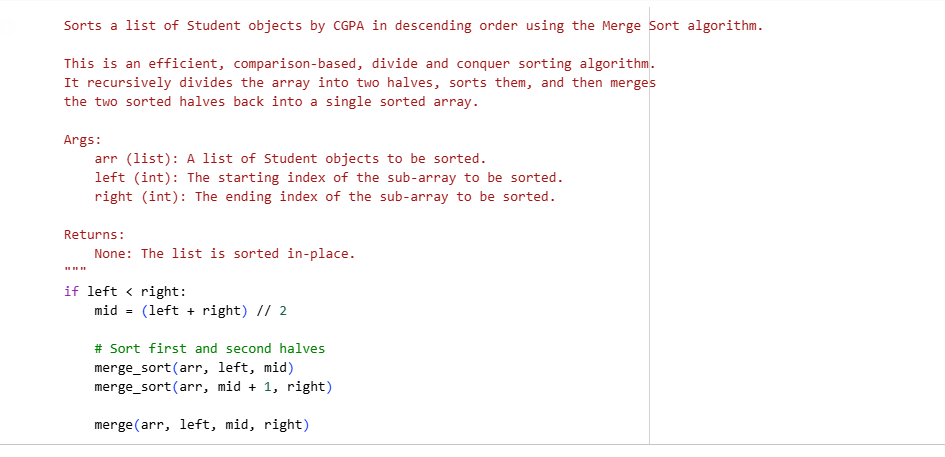 Sorts a list of Student objects by CGPA in descending order using the Merge Sort algorithm.
This is an efficient, comparison-based, divide and conquer sorting algorithm.
It recursively divides the array into two halves, sorts them, and then merges
the two sorted halves back into a single sorted array.
Args:
    arr (list): A list of Student objects to be sorted.
    left (int): The starting index of the sub-array to be sorted.
    right (int): The ending index of the sub-array to be sorted.
Returns:
    None: The list is sorted in-place.
"""
if left < right:
    mid = (left + right) // 2
    # Sort first and second halves
    merge_sort(arr, left, mid)
    merge_sort(arr, mid + 1, right)
    merge(arr, left, mid, right)